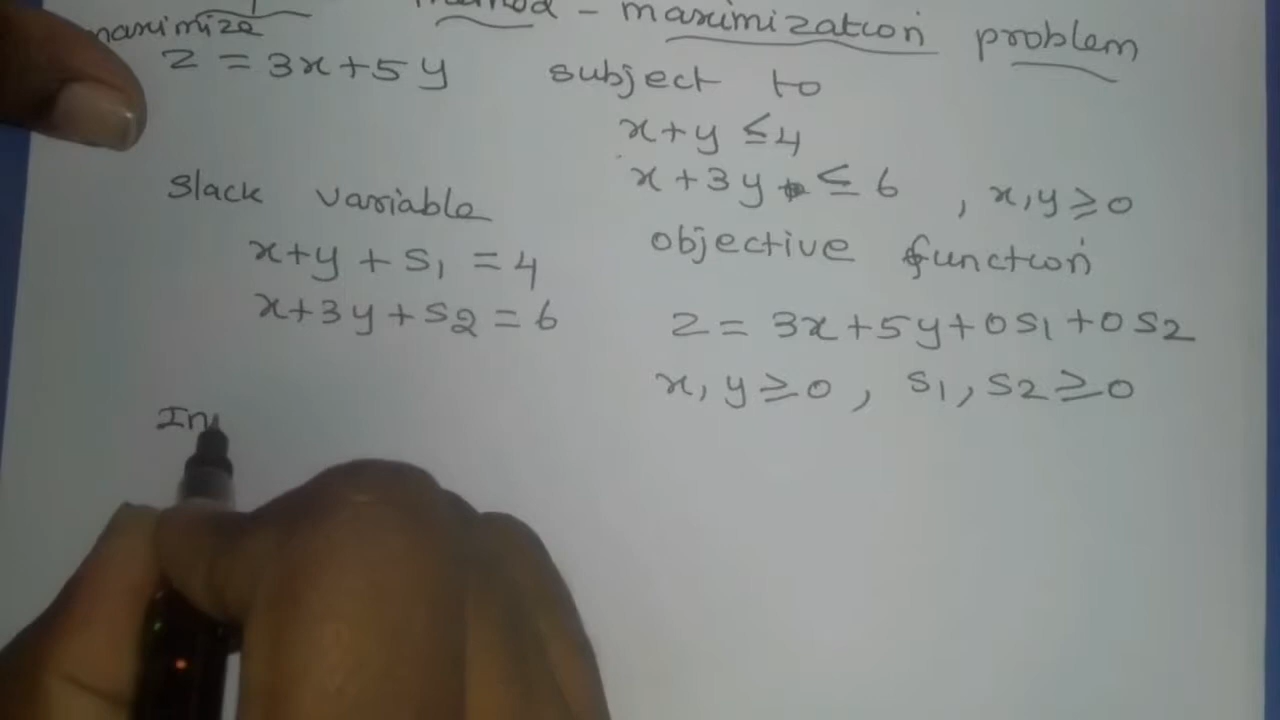 maximize - maximization problem
z = 3x+5y subject to
x+y ≤4
x+3y ≤ 6 , x,y ≥0
Slack variable
x+y+s₁ =4
x+3y+s₂=6
objective function
z = 3x+5y+0s₁+0s₂
x, y ≥0, s₁, s₂ ≥0
In